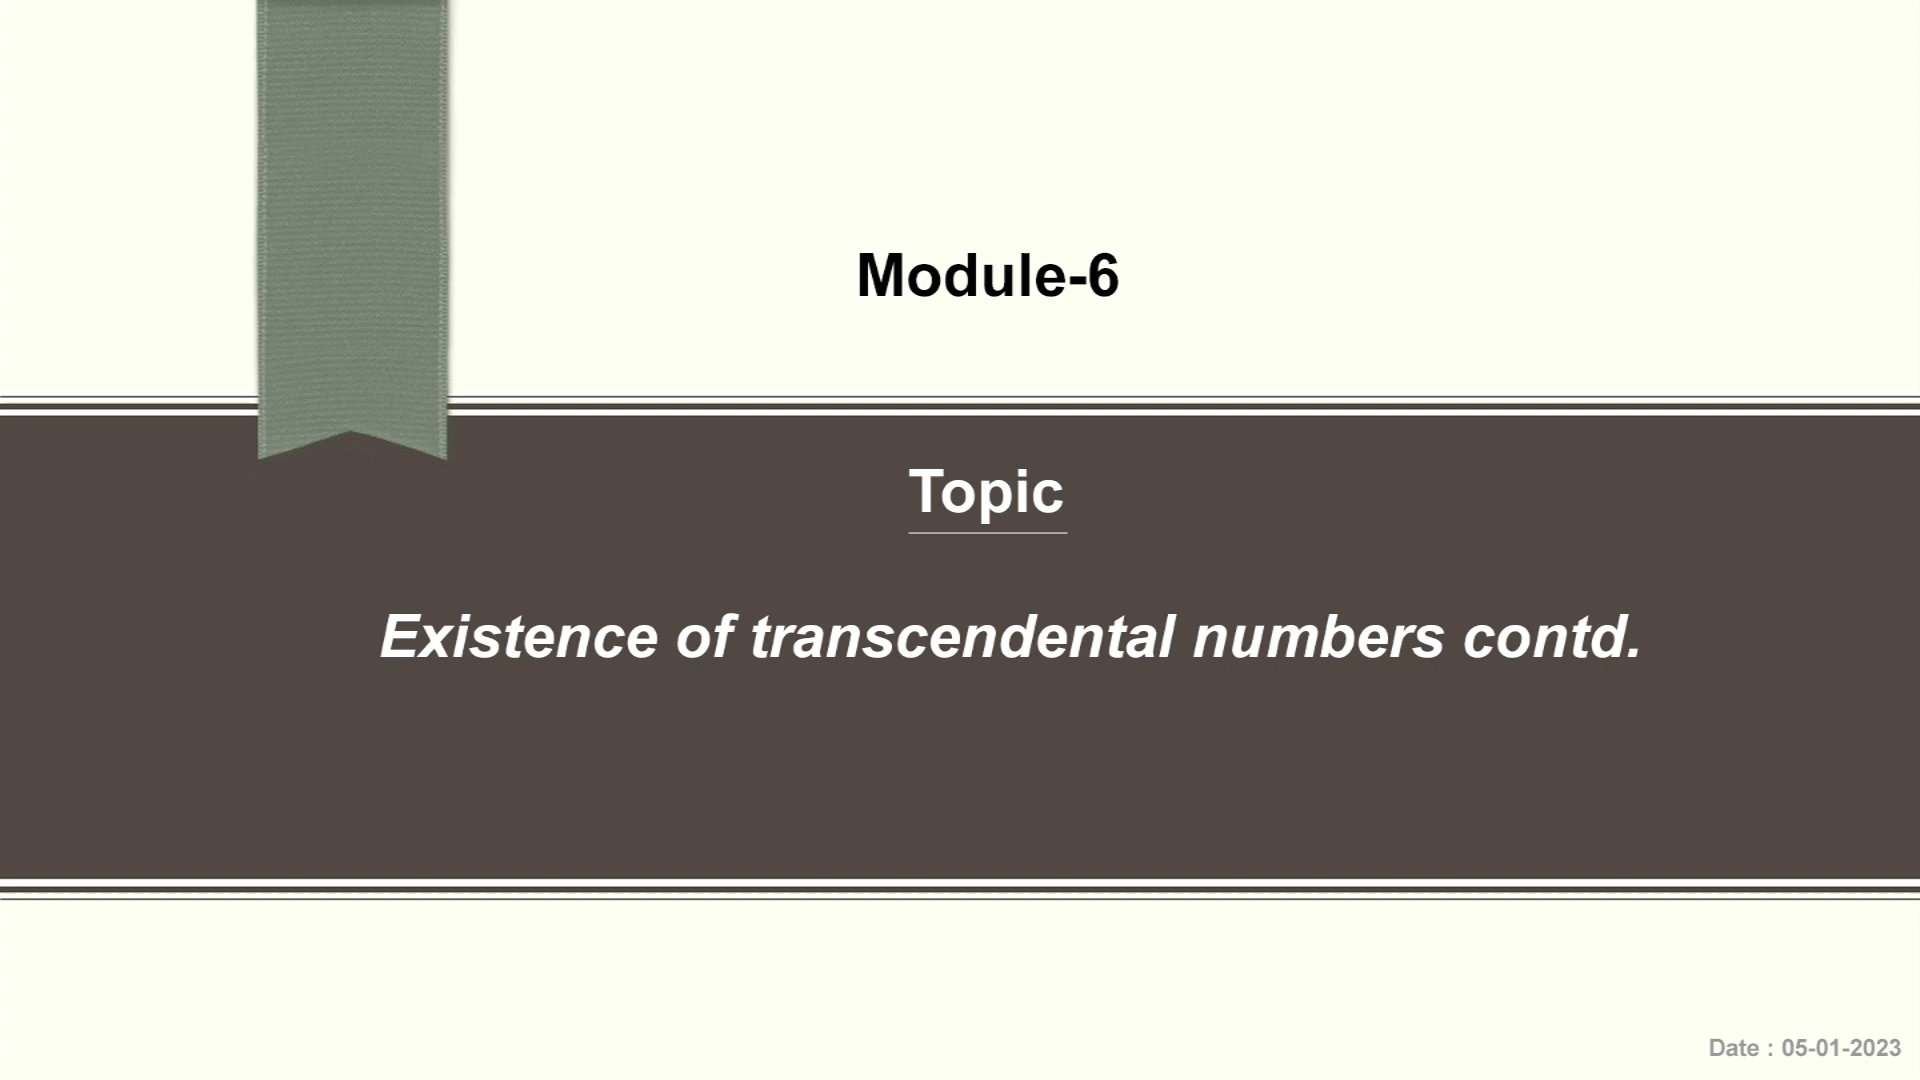 Module-6
Topic
Existence of transcendental numbers contd.
Date : 05-01-2023